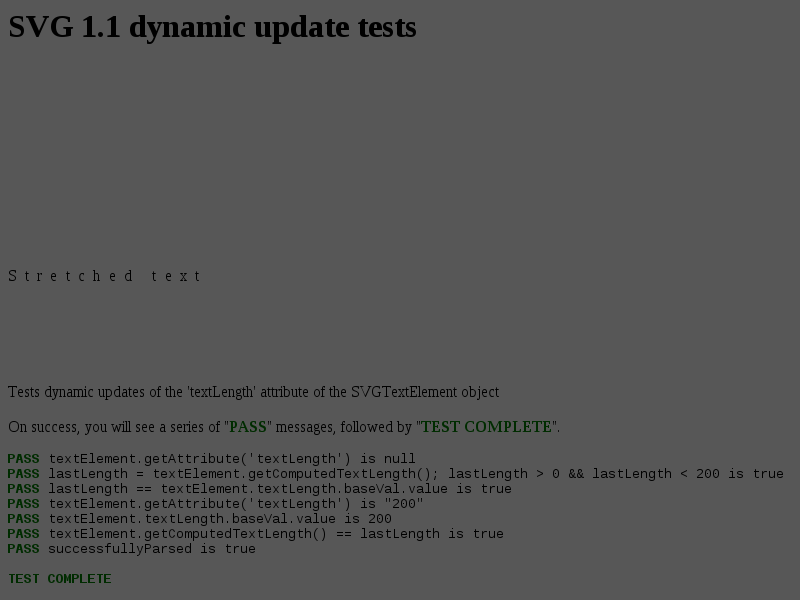 SVG 1.1 dynamic update tests
S t r e t c h e d   t e x t
Tests dynamic updates of the 'textLength' attribute of the SVGTextElement object
On success, you will see a series of "PASS" messages, followed by "TEST COMPLETE".
PASS textElement.getAttribute('textLength') is null
PASS lastLength = textElement.getComputedTextLength(); lastLength > 0 && lastLength < 200 is true
PASS lastLength == textElement.textLength.baseVal.value is true
PASS textElement.getAttribute('textLength') is "200"
PASS textElement.textLength.baseVal.value is 200
PASS textElement.getComputedTextLength() == lastLength is true
PASS successfullyParsed is true
TEST COMPLETE